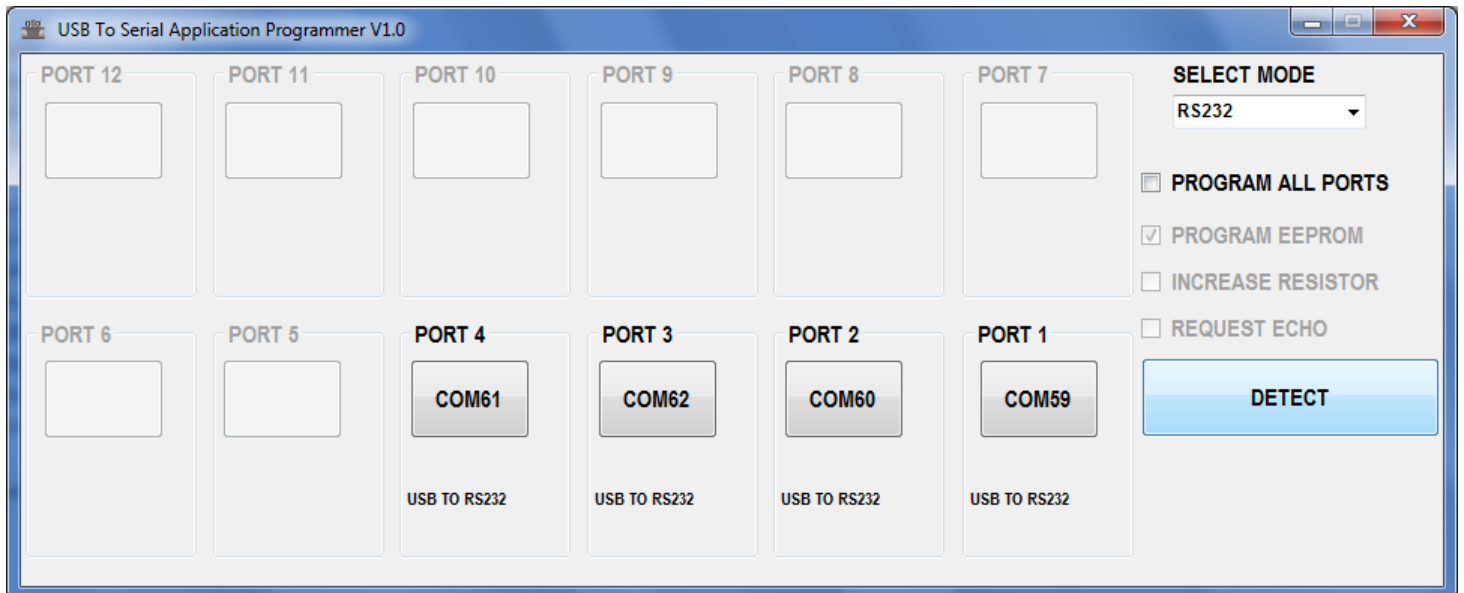 USB To Serial Application Programmer V1.0
PORT 12 PORT 11 PORT 10 PORT 9 PORT 8 PORT 7 SELECT MODE
RS232
PROGRAM ALL PORTS
PROGRAM EEPROM
INCREASE RESISTOR
PORT 6 PORT 5 PORT 4 PORT 3 PORT 2 PORT 1 REQUEST ECHO
COM61 COM62 COM60 COM59 DETECT
USB TO RS232 USB TO RS232 USB TO RS232 USB TO RS232